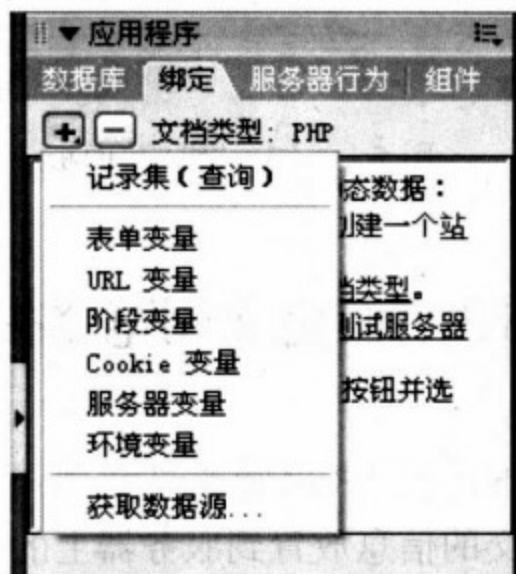 应用程序
数据库 绑定 服务器行为 组件
文档类型: PHP
记录集(查询)
表单变量
URL 变量
阶段变量
Cookie 变量
服务器变量
环境变量
获取数据源...
态数据:
创建一个站
当类型。
测试服务器
按钮并选